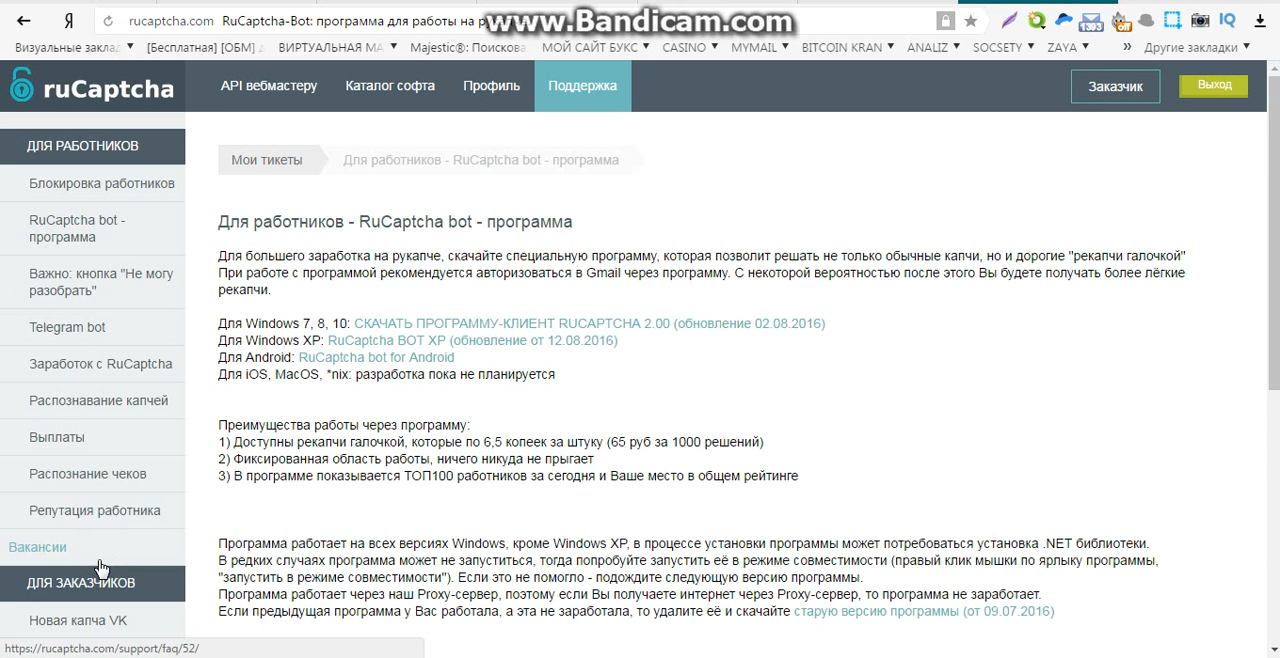 Я rucaptcha.com RuCaptcha-Bot: программа для работы на
www.Bandicam.com
1393
off
IQ
Визуальные заклад
[Бесплатная] [ОБМ]
ВИРТУАЛЬНАЯ МА
Majestic®: Поискова
МОЙ САЙТ БУКС
CASINO
MYMAIL
BITCOIN KRAN
ANALIZ
SOCSETY
ZAYA
»
Другие закладки
ruCaptcha
API вебмастеру
Каталог софта
Профиль
Поддержка
Заказчик
Выход
ДЛЯ РАБОТНИКОВ
Блокировка работников
RuCaptcha bot -
программа
Важно: кнопка "Не могу
разобрать"
Telegram bot
Заработок с RuCaptcha
Распознавание капчей
Выплаты
Распознание чеков
Репутация работника
Вакансии
ДЛЯ ЗАКАЗЧИКОВ
Новая капча VK
https://rucaptcha.com/support/faq/52/
Мои тикеты
Для работников - RuCaptcha bot - программа
Для работников - RuCaptcha bot - программа
Для большего заработка на рукапче, скачайте специальную программу, которая позволит решать не только обычные капчи, но и дорогие "рекапчи галочкой"
При работе с программой рекомендуется авторизоваться в Gmail через программу. С некоторой вероятностью после этого Вы будете получать более лёгкие
рекапчи.
Для Windows 7, 8, 10: СКАЧАТЬ ПРОГРАММУ-КЛИЕНТ RUCAPTCHA 2.00 (обновление 02.08.2016)
Для Windows XP: RuCaptcha BOT XP (обновление от 12.08.2016)
Для Android: RuCaptcha bot for Android
Для iOS, MacOS, *nix: разработка пока не планируется
Преимущества работы через программу:
1) Доступны рекапчи галочкой, которые по 6,5 копеек за штуку (65 руб за 1000 решений)
2) Фиксированная область работы, ничего никуда не прыгает
3) В программе показывается ТОП100 работников за сегодня и Ваше место в общем рейтинге
Программа работает на всех версиях Windows, кроме Windows XP, в процессе установки программы может потребоваться установка .NET библиотеки.
В редких случаях программа может не запуститься, тогда попробуйте запустить её в режиме совместимости (правый клик мышки по ярлыку программы,
"запустить в режиме совместимости"). Если это не помогло - подождите следующую версию программы.
Программа работает через наш Proxy-сервер, поэтому если Вы получаете интернет через Proxy-сервер, то программа не заработает.
Если предыдущая программа у Вас работала, а эта не заработала, то удалите её и скачайте старую версию программы (от 09.07.2016)